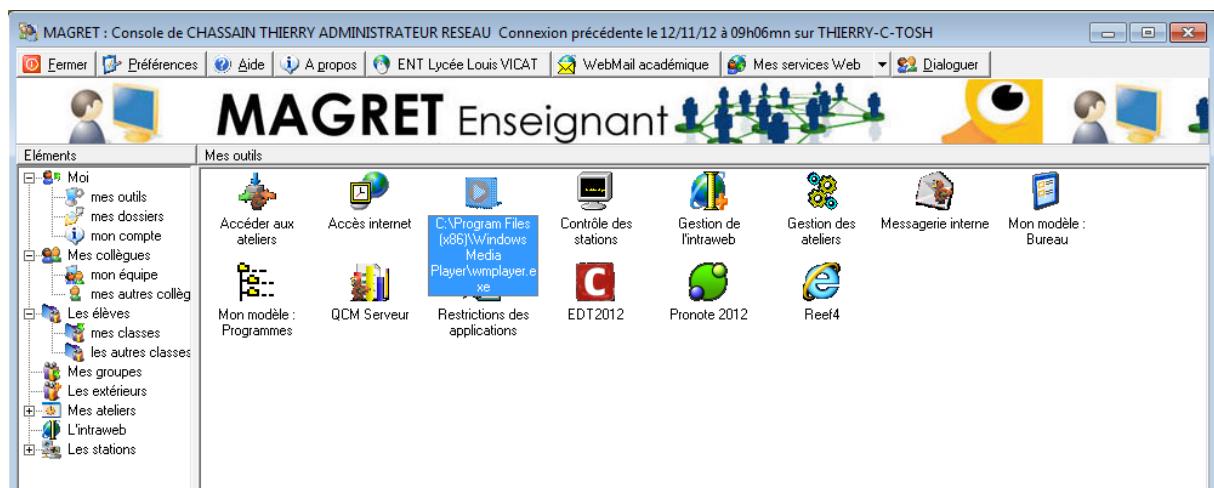 MAGRET : Console de CHASSAIN THIERRY ADMINISTRATEUR RESEAU Connexion précédente le 12/11/12 à 09h06mn sur THIERRY-C-TOSH
Fermer Préférences Aide A propos ENT Lycée Louis VICAT WebMail académique Mes services Web Dialoguer
MAGRET Enseignant
Eléments
Mes outils
Moi
mes outils
mes dossiers
mon compte
Mes collègues
mon équipe
mes autres collèg
Les élèves
mes classes
les autres classes
Mes groupes
Les extérieurs
Mes ateliers
L'intraweb
Les stations
Accéder aux
ateliers
Accès internet
C:\Program Files
(x86)\Windows
Media
Player\wmplayer.e
xe
Contrôle des
stations
Gestion de
l'intraweb
Gestion des
ateliers
Messagerie interne
Mon modèle :
Bureau
Mon modèle :
Programmes
QCM Serveur
Restrictions des
applications
EDT2012
Pronote 2012
Reef4